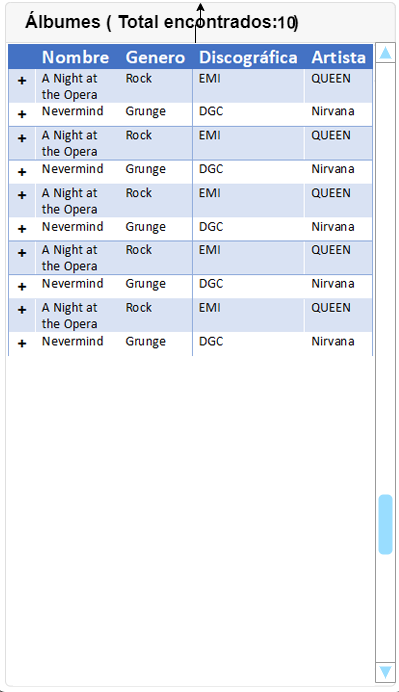 Álbumes ( Total encontrados:10)
Nombre Genero Discográfica Artista
+ A Night at the Opera Rock EMI QUEEN
+ Nevermind Grunge DGC Nirvana
+ A Night at the Opera Rock EMI QUEEN
+ Nevermind Grunge DGC Nirvana
+ A Night at the Opera Rock EMI QUEEN
+ Nevermind Grunge DGC Nirvana
+ A Night at the Opera Rock EMI QUEEN
+ Nevermind Grunge DGC Nirvana
+ A Night at the Opera Rock EMI QUEEN
+ Nevermind Grunge DGC Nirvana